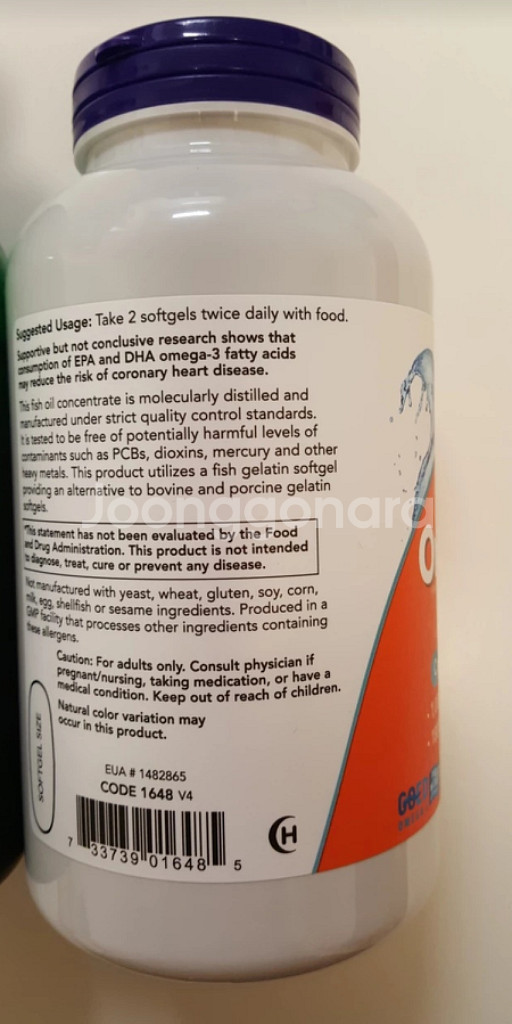 Suggested Usage: Take 2 softgels twice daily with food.
Supportive but not conclusive research shows that
consumption of EPA and DHA omega-3 fatty acids
may reduce the risk of coronary heart disease.
This fish oil concentrate is molecularly distilled and
manufactured under strict quality control standards.
It is tested to be free of potentially harmful levels of
contaminants such as PCBs, dioxins, mercury and other
heavy metals. This product utilizes a fish gelatin softgel
providing an alternative to bovine and porcine gelatin
softgels.
Joonggonara
*This statement has not been evaluated by the Food
and Drug Administration. This product is not intended
to diagnose, treat, cure or prevent any disease.
Not manufactured with yeast, wheat, gluten, soy, corn,
milk, egg, shellfish or sesame ingredients. Produced in a
GMP facility that processes other ingredients containing
these allergens.
Caution: For adults only. Consult physician if
pregnant/nursing, taking medication, or have a
medical condition. Keep out of reach of children.
Natural color variation may
occur in this product.
SOFTGEL SIZE
EUA # 1482865
CODE 1648 V4
7 33739 01648 5
CH
O